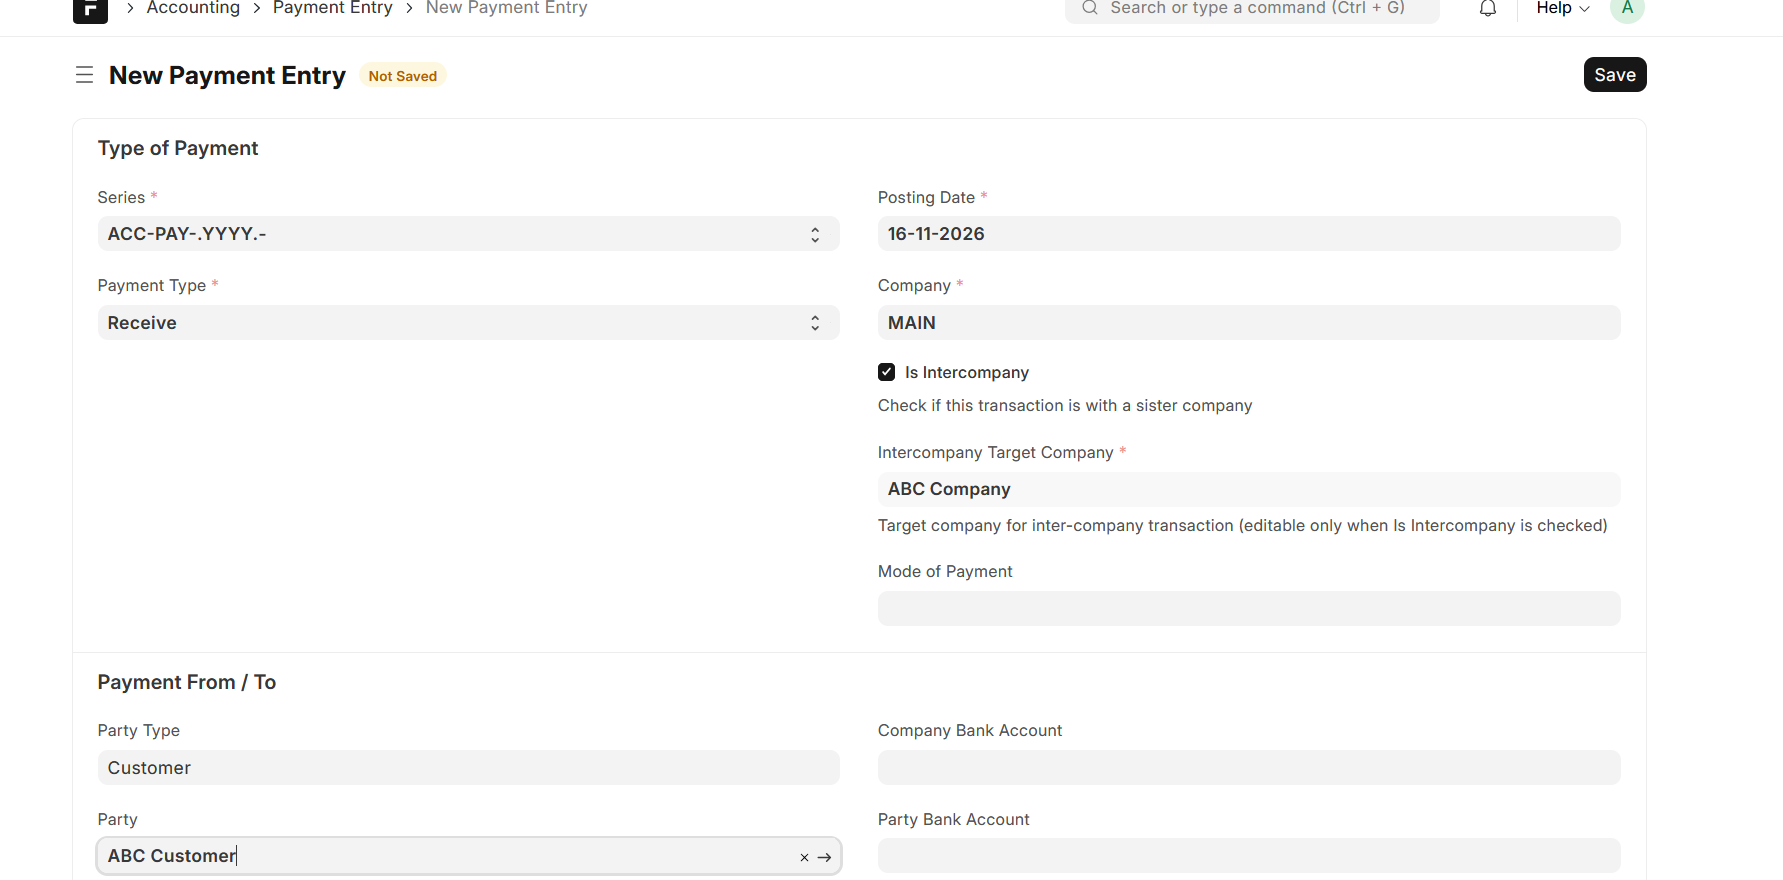 Accounting > Payment Entry > New Payment Entry
Search or type a command (Ctrl + G)
Help
A
New Payment Entry
Not Saved
Save
Type of Payment
Series *
ACC-PAY-.YYYY.-
Posting Date *
16-11-2026
Payment Type *
Receive
Company *
MAIN
Is Intercompany
Check if this transaction is with a sister company
Intercompany Target Company *
ABC Company
Target company for inter-company transaction (editable only when Is Intercompany is checked)
Mode of Payment
Payment From / To
Party Type
Customer
Company Bank Account
Party
ABC Customer
Party Bank Account